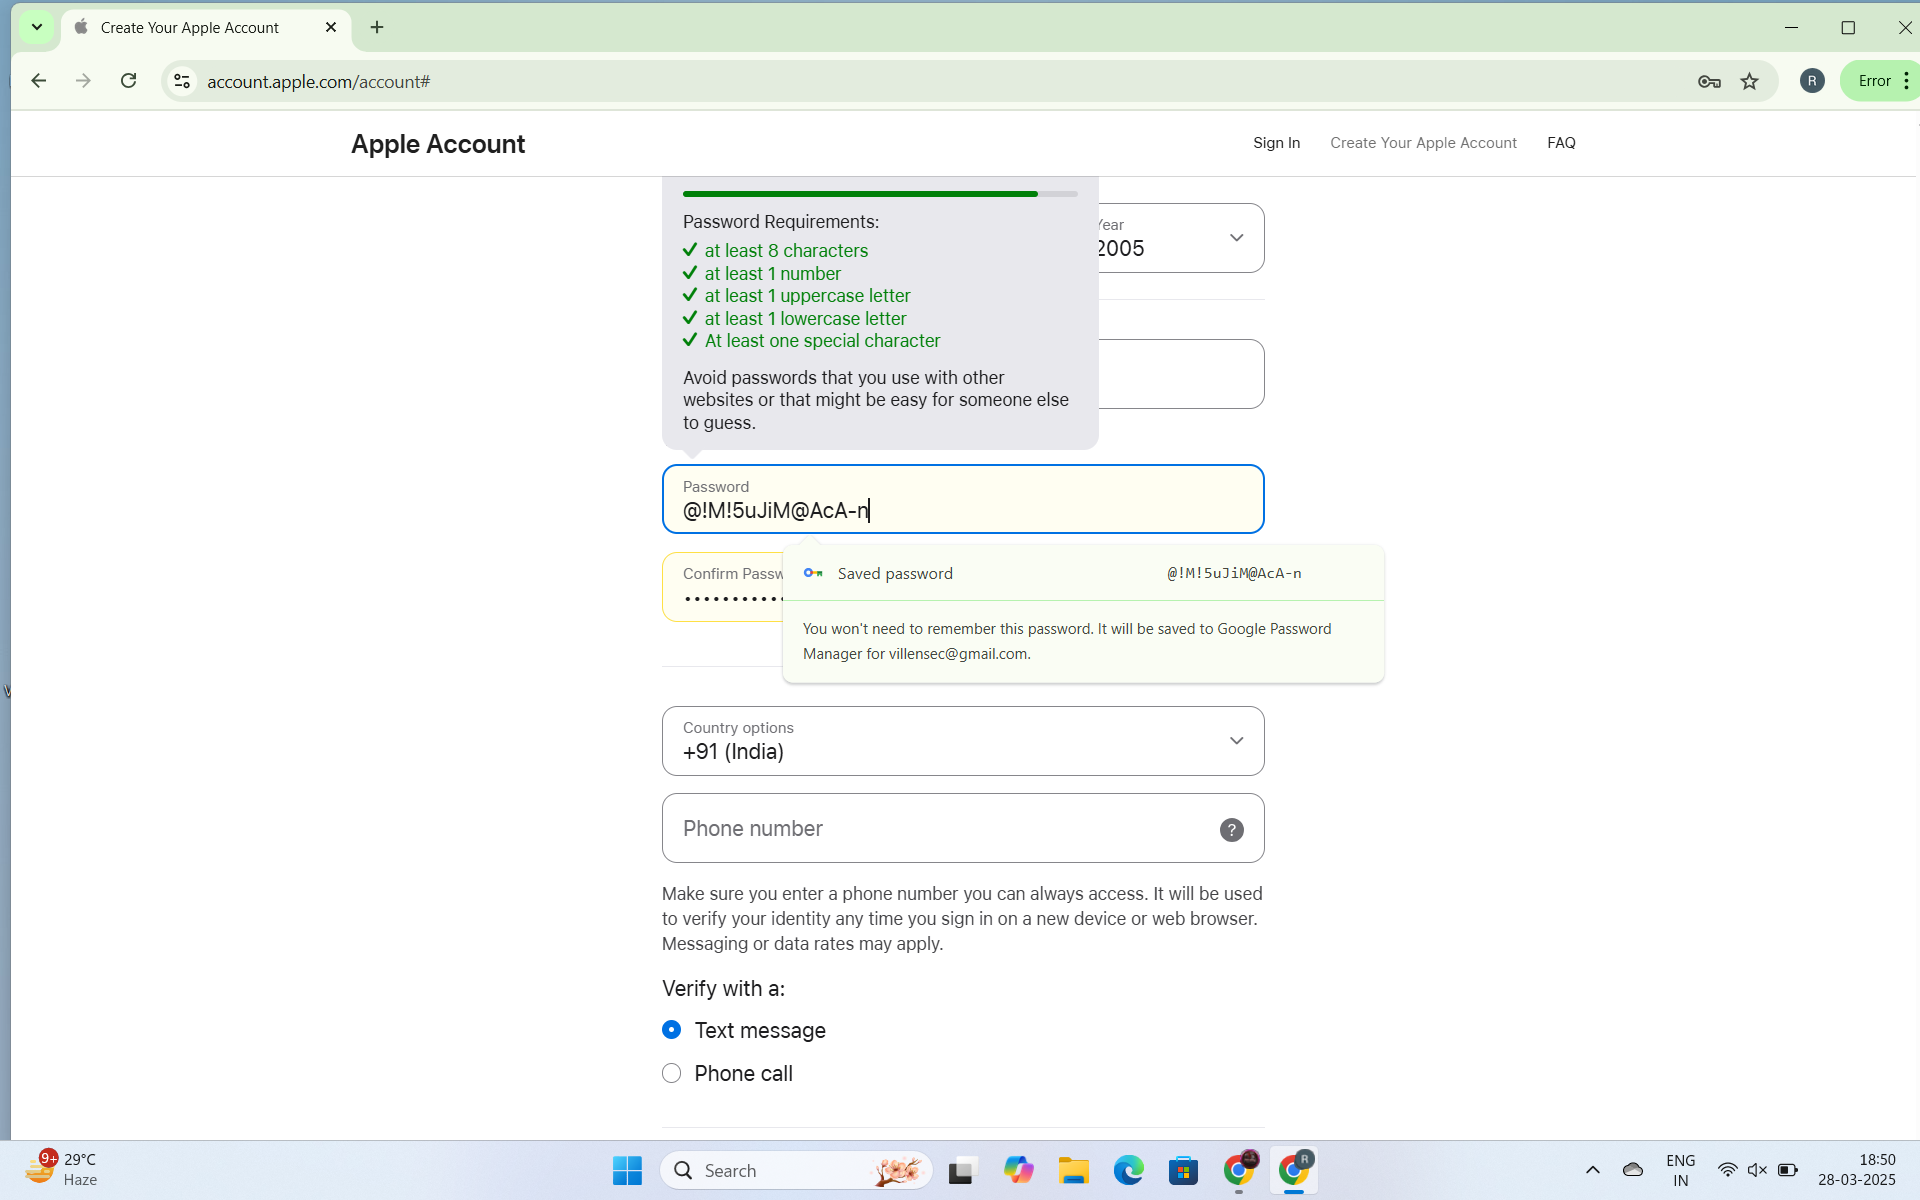 Create Your Apple Account
account.apple.com/account#
R
Error
Apple Account
Sign In
Create Your Apple Account
FAQ
Password Requirements:
at least 8 characters
at least 1 number
at least 1 uppercase letter
at least 1 lowercase letter
At least one special character
Avoid passwords that you use with other
websites or that might be easy for someone else
to guess.
Year
2005
Password
@!M!5uJiM@AcA-n
Confirm Passw
Saved password
@!M!5uJiM@AcA-n
You won't need to remember this password. It will be saved to Google Password
Manager for villensec@gmail.com.
Country options
+91 (India)
Phone number
?
Make sure you enter a phone number you can always access. It will be used
to verify your identity any time you sign in on a new device or web browser.
Messaging or data rates may apply.
Verify with a:
Text message
Phone call
9+
29°C
Haze
Search
R
ENG
IN
18:50
28-03-2025